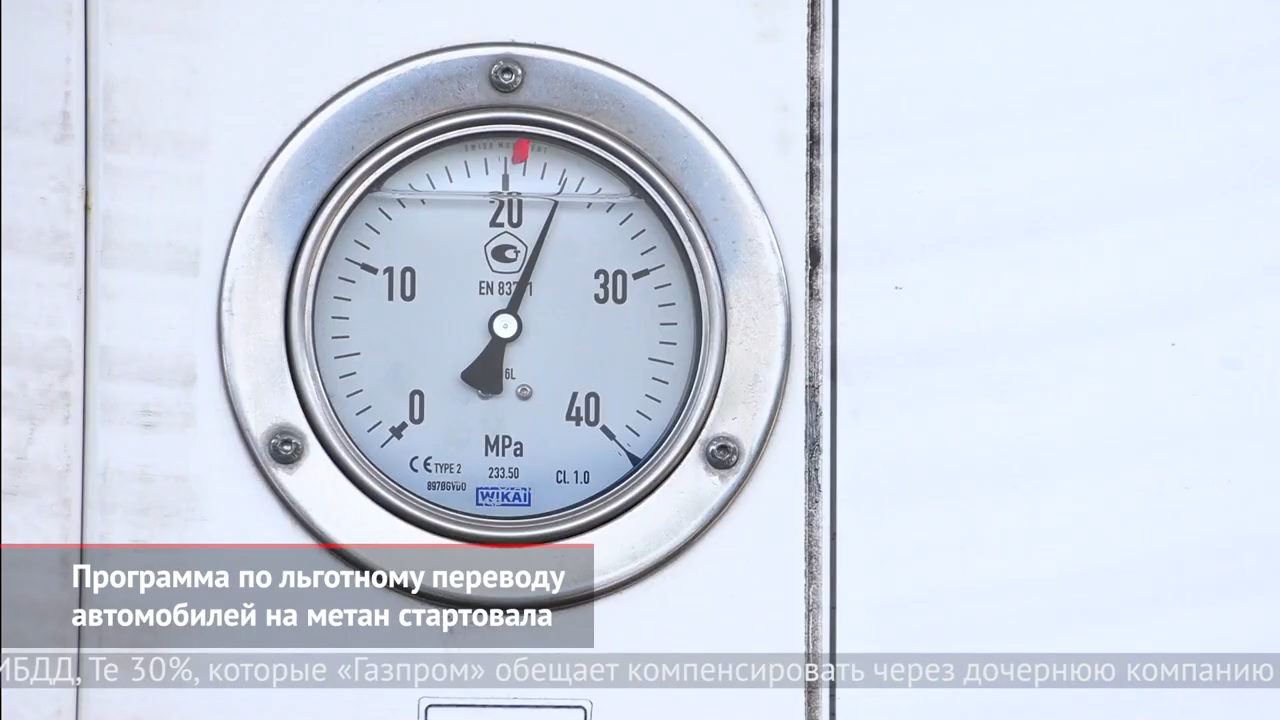 20
10
30
EN 837-1
6L
0
40
MPa
CE TYPE 2
233.50
CL. 1.0
WIKAI
Программа по льготному переводу
автомобилей на метан стартовала
ИБДД, Те 30%, которые «Газпром» обещает компенсировать через дочернюю компанию